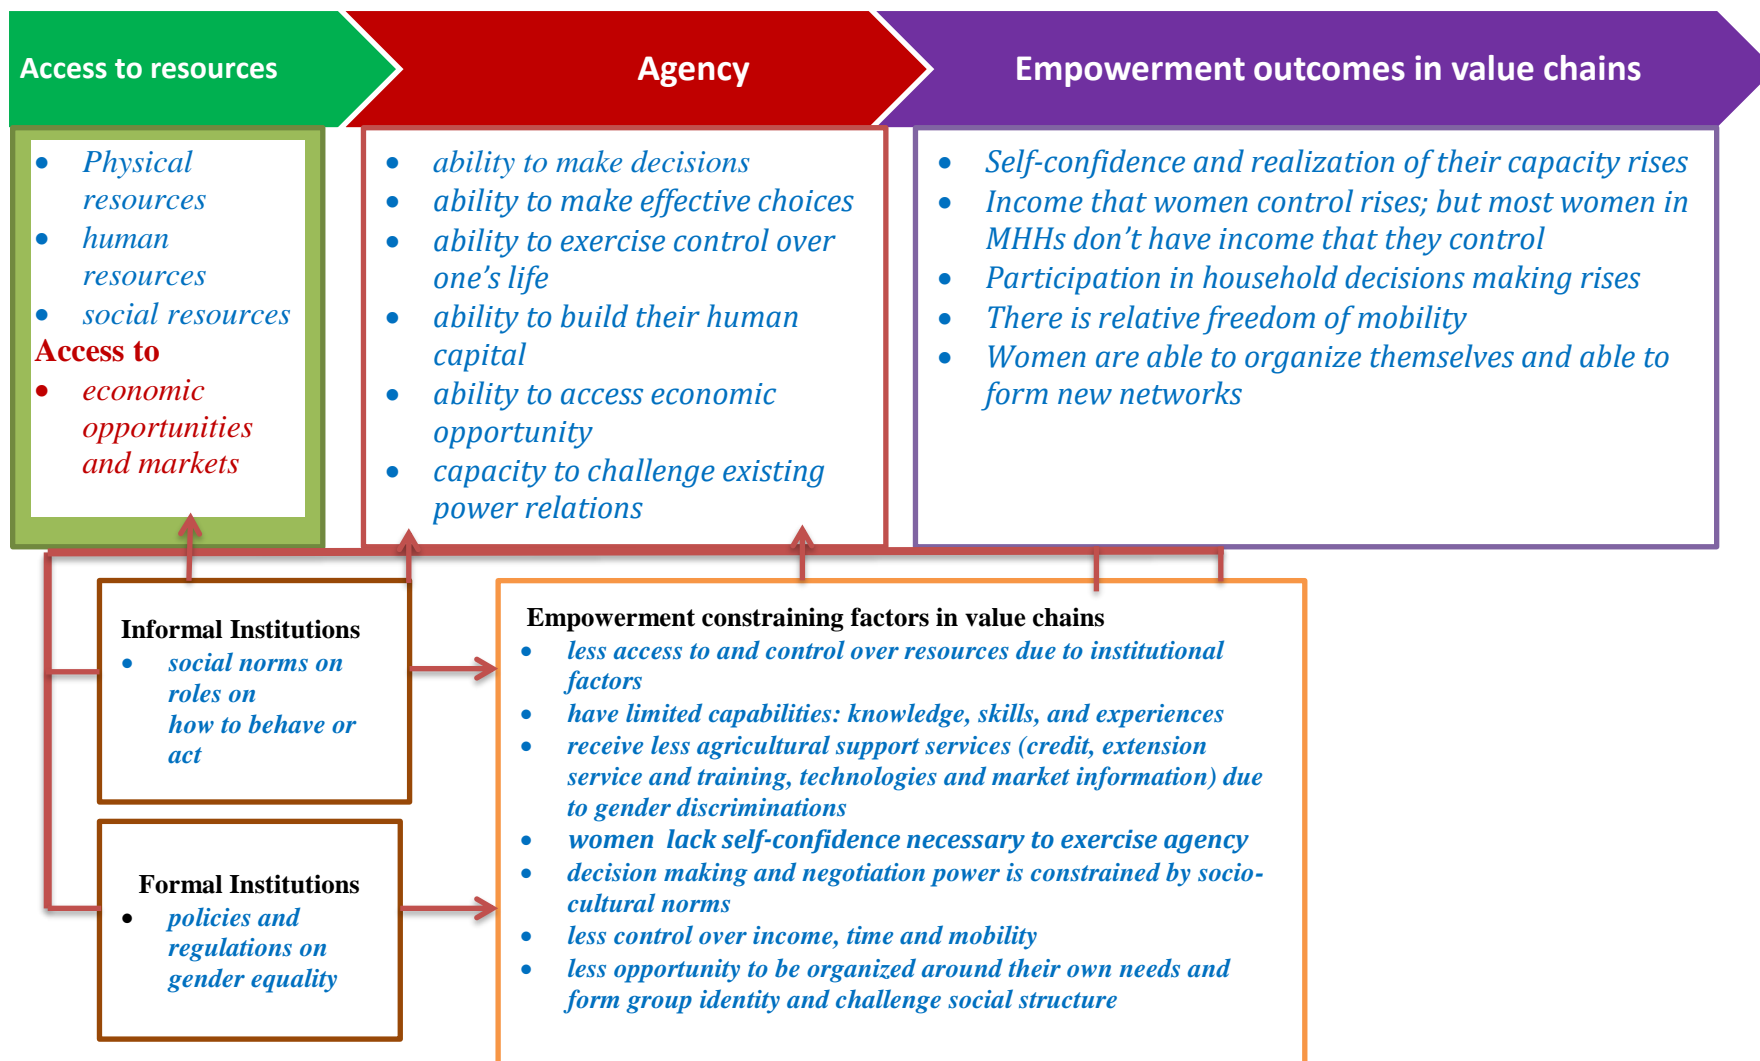 Access to resources
Agency
Empowerment outcomes in value chains
• Physical
resources
• human
resources
• social resources
Access to
• economic
opportunities
and markets
• ability to make decisions
• ability to make effective choices
• ability to exercise control over
one’s life
• ability to build their human
capital
• ability to access economic
opportunity
• capacity to challenge existing
power relations
• Self-confidence and realization of their capacity rises
• Income that women control rises; but most women in
MHHs don’t have income that they control
• Participation in household decisions making rises
• There is relative freedom of mobility
• Women are able to organize themselves and able to
form new networks
Informal Institutions
• social norms on
roles on
how to behave or
act
Formal Institutions
• policies and
regulations on
gender equality
Empowerment constraining factors in value chains
• less access to and control over resources due to institutional
factors
• have limited capabilities: knowledge, skills, and experiences
• receive less agricultural support services (credit, extension
service and training, technologies and market information) due
to gender discriminations
• women lack self-confidence necessary to exercise agency
• decision making and negotiation power is constrained by socio-
cultural norms
• less control over income, time and mobility
• less opportunity to be organized around their own needs and
form group identity and challenge social structure